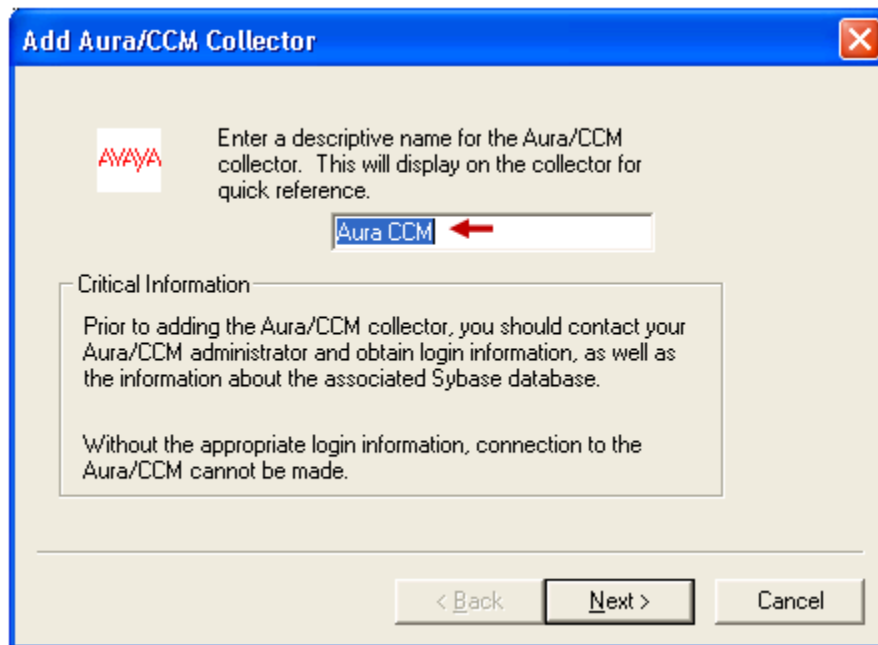 Add Aura/CCM Collector
AVAYA
Enter a descriptive name for the Aura/CCM
collector. This will display on the collector for
quick reference.
Aura CCM
Critical Information
Prior to adding the Aura/CCM collector, you should contact your
Aura/CCM administrator and obtain login information, as well as
the information about the associated Sybase database.
Without the appropriate login information, connection to the
Aura/CCM cannot be made.
< Back
Next >
Cancel